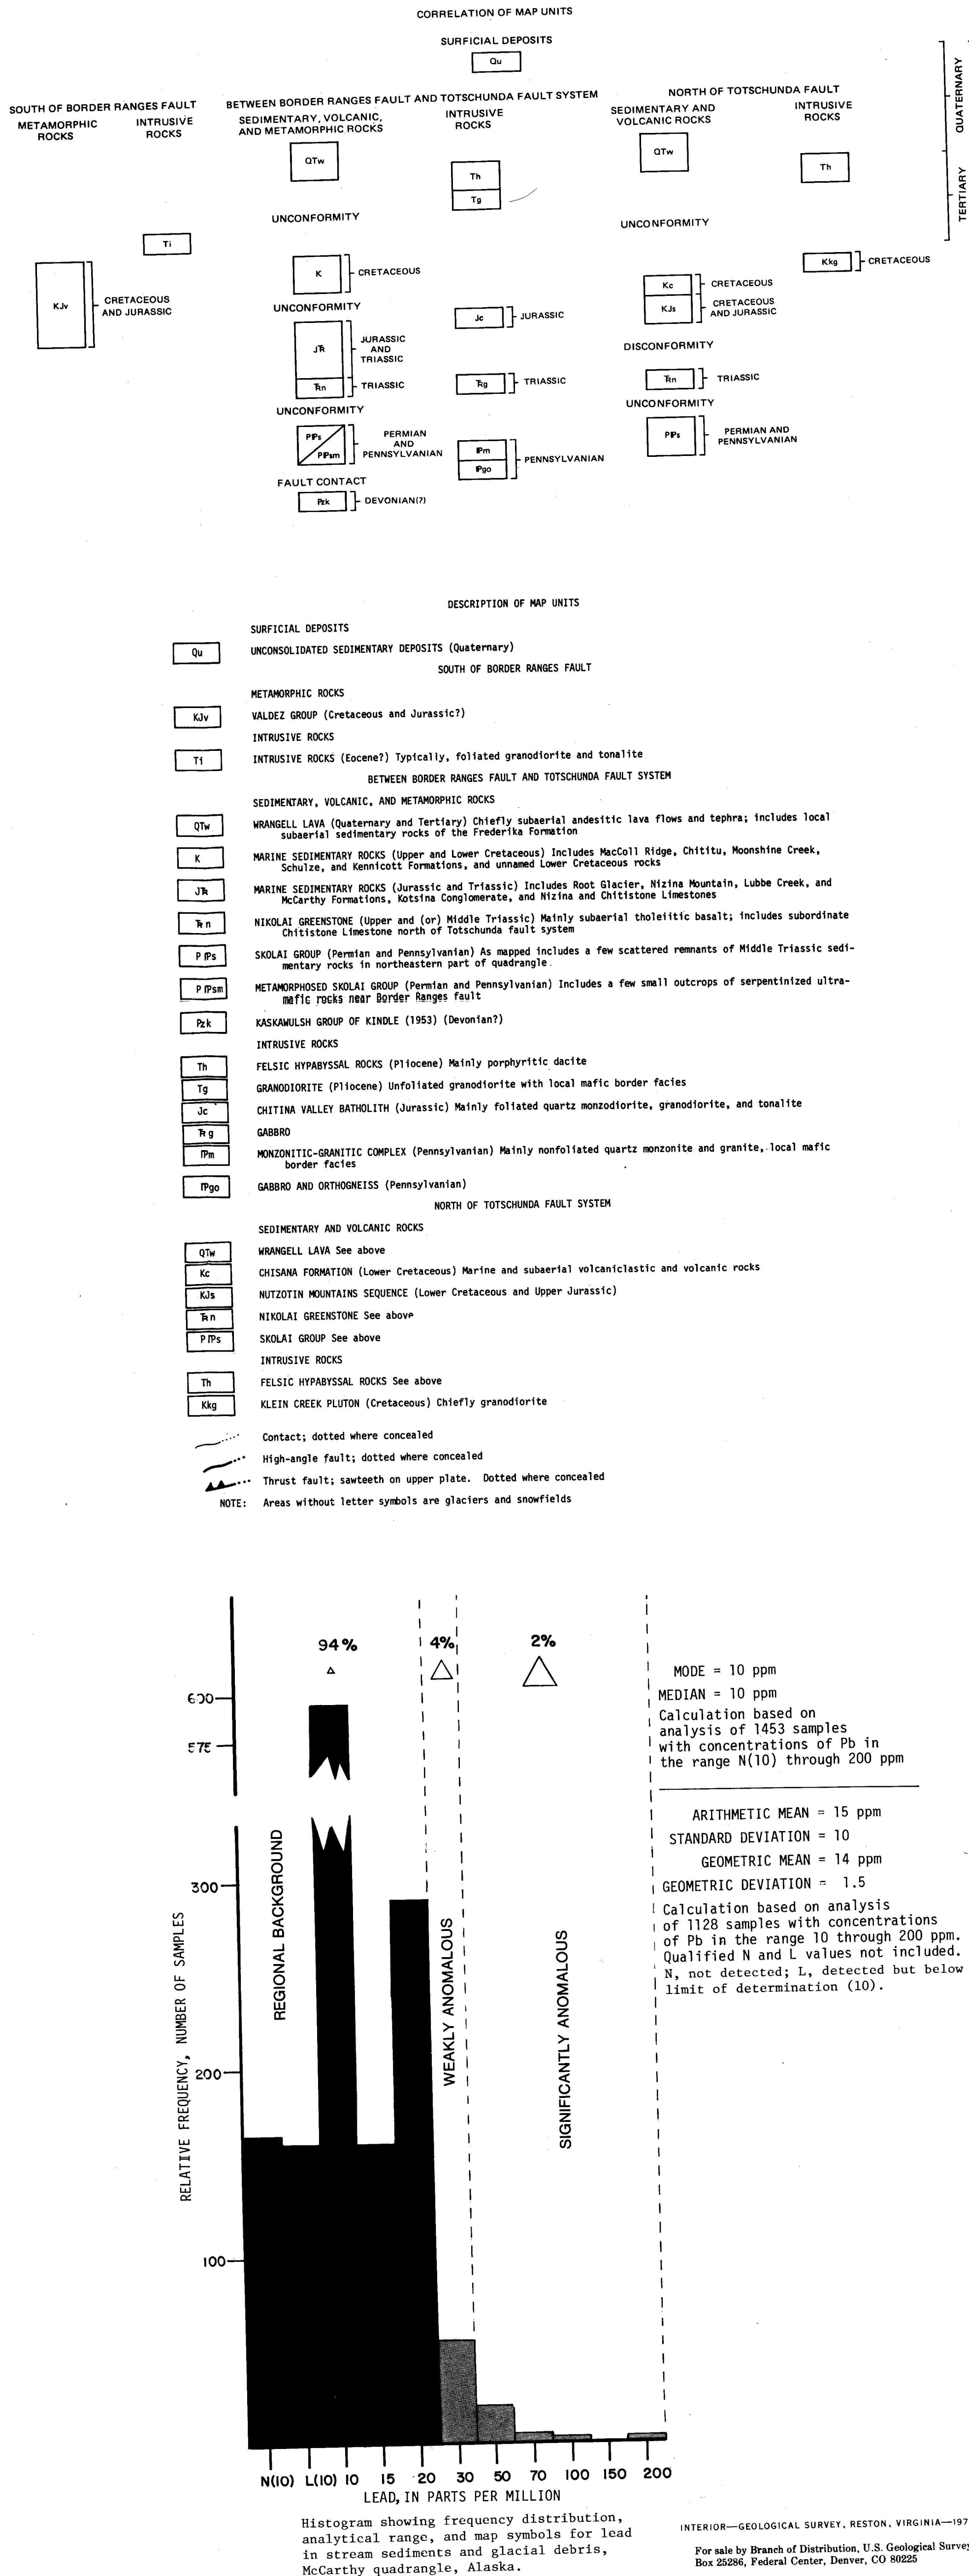 CORRELATION OF MAP UNITS
SURFICIAL DEPOSITS
Qu
SOUTH OF BORDER RANGES FAULT
METAMORPHIC
ROCKS
INTRUSIVE
ROCKS
BETWEEN BORDER RANGES FAULT AND TOTSCHUNDA FAULT SYSTEM
SEDIMENTARY, VOLCANIC,
AND METAMORPHIC ROCKS
INTRUSIVE
ROCKS
NORTH OF TOTSCHUNDA FAULT
SEDIMENTARY AND
VOLCANIC ROCKS
INTRUSIVE
ROCKS
QUATERNARY
TERTIARY
QTw
Th
Tg
QTw
Th
UNCONFORMITY
UNCONFORMITY
Ti
KJv
CRETACEOUS
AND JURASSIC
K
CRETACEOUS
Kkg
CRETACEOUS
Kc
CRETACEOUS
KJs
CRETACEOUS
AND JURASSIC
UNCONFORMITY
Jc
JURASSIC
JTR
JURASSIC
AND
TRIASSIC
DISCONFORMITY
TRn
TRIASSIC
TRg
TRIASSIC
TRn
TRIASSIC
UNCONFORMITY
UNCONFORMITY
PIPs
PIPsm
PERMIAN
AND
PENNSYLVANIAN
IPm
IPgo
PENNSYLVANIAN
PIPs
PERMIAN AND
PENNSYLVANIAN
FAULT CONTACT
Pzk
DEVONIAN(?)
DESCRIPTION OF MAP UNITS
SURFICIAL DEPOSITS
Qu UNCONSOLIDATED SEDIMENTARY DEPOSITS (Quaternary)
SOUTH OF BORDER RANGES FAULT
METAMORPHIC ROCKS
KJv VALDEZ GROUP (Cretaceous and Jurassic?)
INTRUSIVE ROCKS
Ti INTRUSIVE ROCKS (Eocene?) Typically, foliated granodiorite and tonalite
BETWEEN BORDER RANGES FAULT AND TOTSCHUNDA FAULT SYSTEM
SEDIMENTARY, VOLCANIC, AND METAMORPHIC ROCKS
QTw WRANGELL LAVA (Quaternary and Tertiary) Chiefly subaerial andesitic lava flows and tephra; includes local
subaerial sedimentary rocks of the Frederika Formation
K MARINE SEDIMENTARY ROCKS (Upper and Lower Cretaceous) Includes MacColl Ridge, Chititu, Moonshine Creek,
Schulze, and Kennicott Formations, and unnamed Lower Cretaceous rocks
JTR MARINE SEDIMENTARY ROCKS (Jurassic and Triassic) Includes Root Glacier, Nizina Mountain, Lubbe Creek, and
McCarthy Formations, Kotsina Conglomerate, and Nizina and Chitistone Limestones
TRn NIKOLAI GREENSTONE (Upper and (or) Middle Triassic) Mainly subaerial tholeiitic basalt; includes subordinate
Chitistone Limestone north of Totschunda fault system
PIPs SKOLAI GROUP (Permian and Pennsylvanian) As mapped includes a few scattered remnants of Middle Triassic sedi-
mentary rocks in northeastern part of quadrangle.
PIPsm METAMORPHOSED SKOLAI GROUP (Permian and Pennsylvanian) Includes a few small outcrops of serpentinized ultra-
mafic rocks near Border Ranges fault
Pzk KASKAWULSH GROUP OF KINDLE (1953) (Devonian?)
INTRUSIVE ROCKS
Th FELSIC HYPABYSSAL ROCKS (Pliocene) Mainly porphyritic dacite
Tg GRANODIORITE (Pliocene) Unfoliated granodiorite with local mafic border facies
Jc CHITINA VALLEY BATHOLITH (Jurassic) Mainly foliated quartz monzodiorite, granodiorite, and tonalite
TRg GABBRO
IPm MONZONITIC-GRANITIC COMPLEX (Pennsylvanian) Mainly nonfoliated quartz monzonite and granite, local mafic
border facies
IPgo GABBRO AND ORTHOGNEISS (Pennsylvanian)
NORTH OF TOTSCHUNDA FAULT SYSTEM
SEDIMENTARY AND VOLCANIC ROCKS
QTw WRANGELL LAVA See above
Kc CHISANA FORMATION (Lower Cretaceous) Marine and subaerial volcaniclastic and volcanic rocks
KJs NUTZOTIN MOUNTAINS SEQUENCE (Lower Cretaceous and Upper Jurassic)
TRn NIKOLAI GREENSTONE See above
PIPs SKOLAI GROUP See above
INTRUSIVE ROCKS
Th FELSIC HYPABYSSAL ROCKS See above
Kkg KLEIN CREEK PLUTON (Cretaceous) Chiefly granodiorite
Contact; dotted where concealed
High-angle fault; dotted where concealed
Thrust fault; sawteeth on upper plate. Dotted where concealed
NOTE: Areas without letter symbols are glaciers and snowfields
94%
4%
2%
600
575
300
200
100
RELATIVE FREQUENCY, NUMBER OF SAMPLES
REGIONAL BACKGROUND
WEAKLY ANOMALOUS
SIGNIFICANTLY ANOMALOUS
MODE = 10 ppm
MEDIAN = 10 ppm
Calculation based on
analysis of 1453 samples
with concentrations of Pb in
the range N(10) through 200 ppm
ARITHMETIC MEAN = 15 ppm
STANDARD DEVIATION = 10
GEOMETRIC MEAN = 14 ppm
GEOMETRIC DEVIATION = 1.5
Calculation based on analysis
of 1128 samples with concentrations
of Pb in the range 10 through 200 ppm.
Qualified N and L values not included.
N, not detected; L, detected but below
limit of determination (10).
N(10) L(10) 10 15 20 30 50 70 100 150 200
LEAD, IN PARTS PER MILLION
Histogram showing frequency distribution,
analytical range, and map symbols for lead
in stream sediments and glacial debris,
McCarthy quadrangle, Alaska.
INTERIOR—GEOLOGICAL SURVEY, RESTON, VIRGINIA—197
For sale by Branch of Distribution, U.S. Geological Survey
Box 25286, Federal Center, Denver, CO 80225